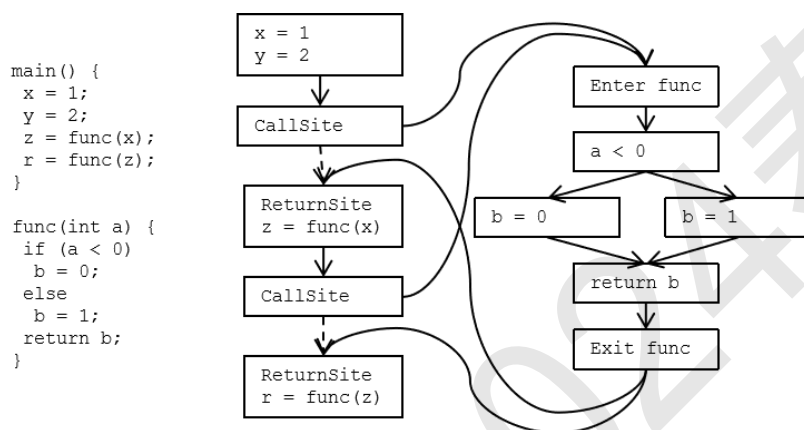 main() {
x = 1;
y = 2;
z = func(x);
r = func(z);
}
func(int a) {
if (a < 0)
b = 0;
else
b = 1;
return b;
}
x = 1
y = 2
CallSite
ReturnSite
z = func(x)
CallSite
ReturnSite
r = func(z)
Enter func
a < 0
b = 0
b = 1
return b
Exit func